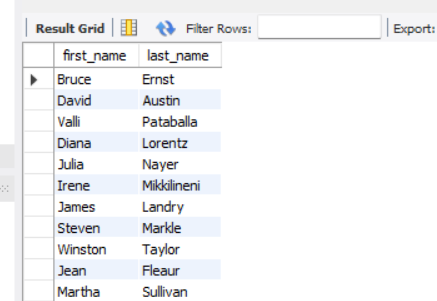 Result Grid Filter Rows: Export:
first_name last_name
Bruce Ernst
David Austin
Valli Pataballa
Diana Lorentz
Julia Nayer
Irene Mikkilineni
James Landry
Steven Markle
Winston Taylor
Jean Fleaur
Martha Sullivan